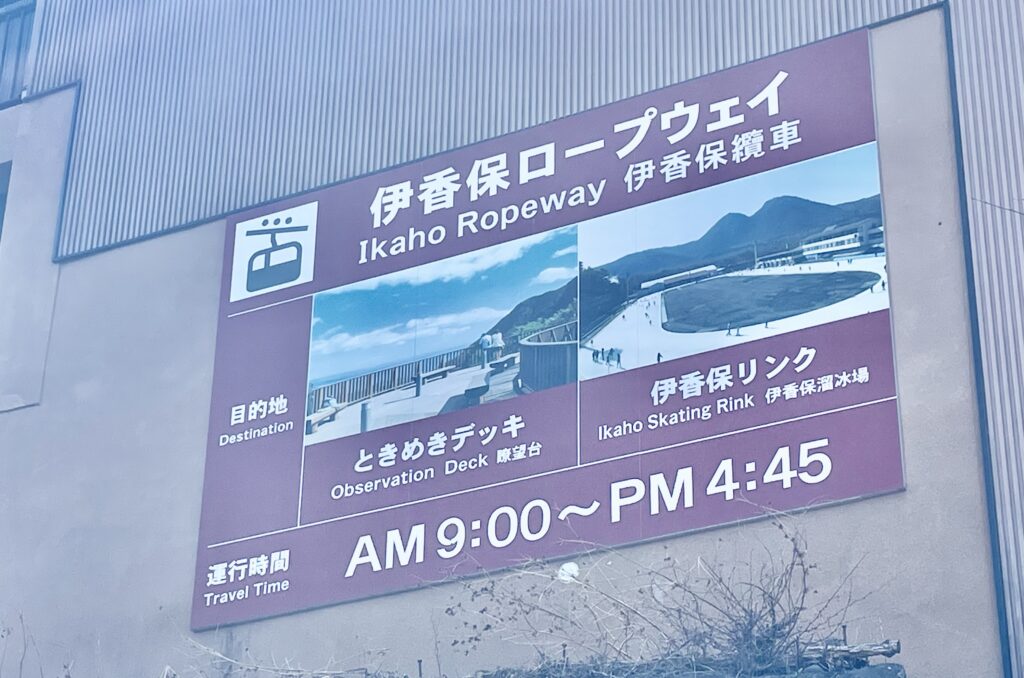 伊香保ロープウェイ
Ikaho Ropeway 伊香保纜車
目的地
Destination
ときめきデッキ
Observation Deck 瞭望台
伊香保リンク
Ikaho Skating Rink 伊香保溜冰場
運行時間
Travel Time
AM 9:00～PM 4:45